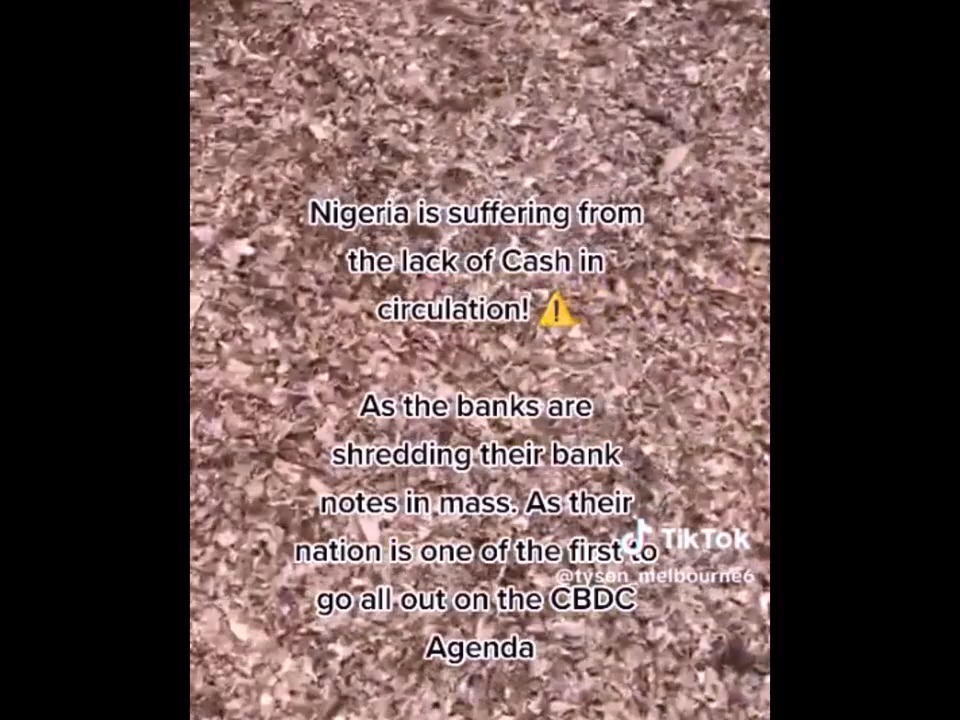 Nigeria is suffering from
the lack of Cash in
circulation! ⚠️
As the banks are
shredding their bank
notes in mass. As their
nation is one of the first to
go all out on the CBDC
Agenda
TikTok
@tyson_melbourne6